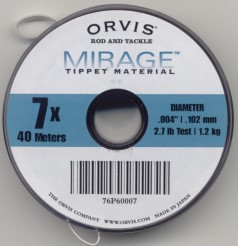 ORVIS
ROD AND TACKLE
MIRAGE™
TIPPET MATERIAL
7X
40 Meters
DIAMETER
.004" | .102 mm
2.7 lb Test | 1.2 kg
76P60007
THE ORVIS COMPANY WWW.ORVIS.COM MADE IN JAPAN